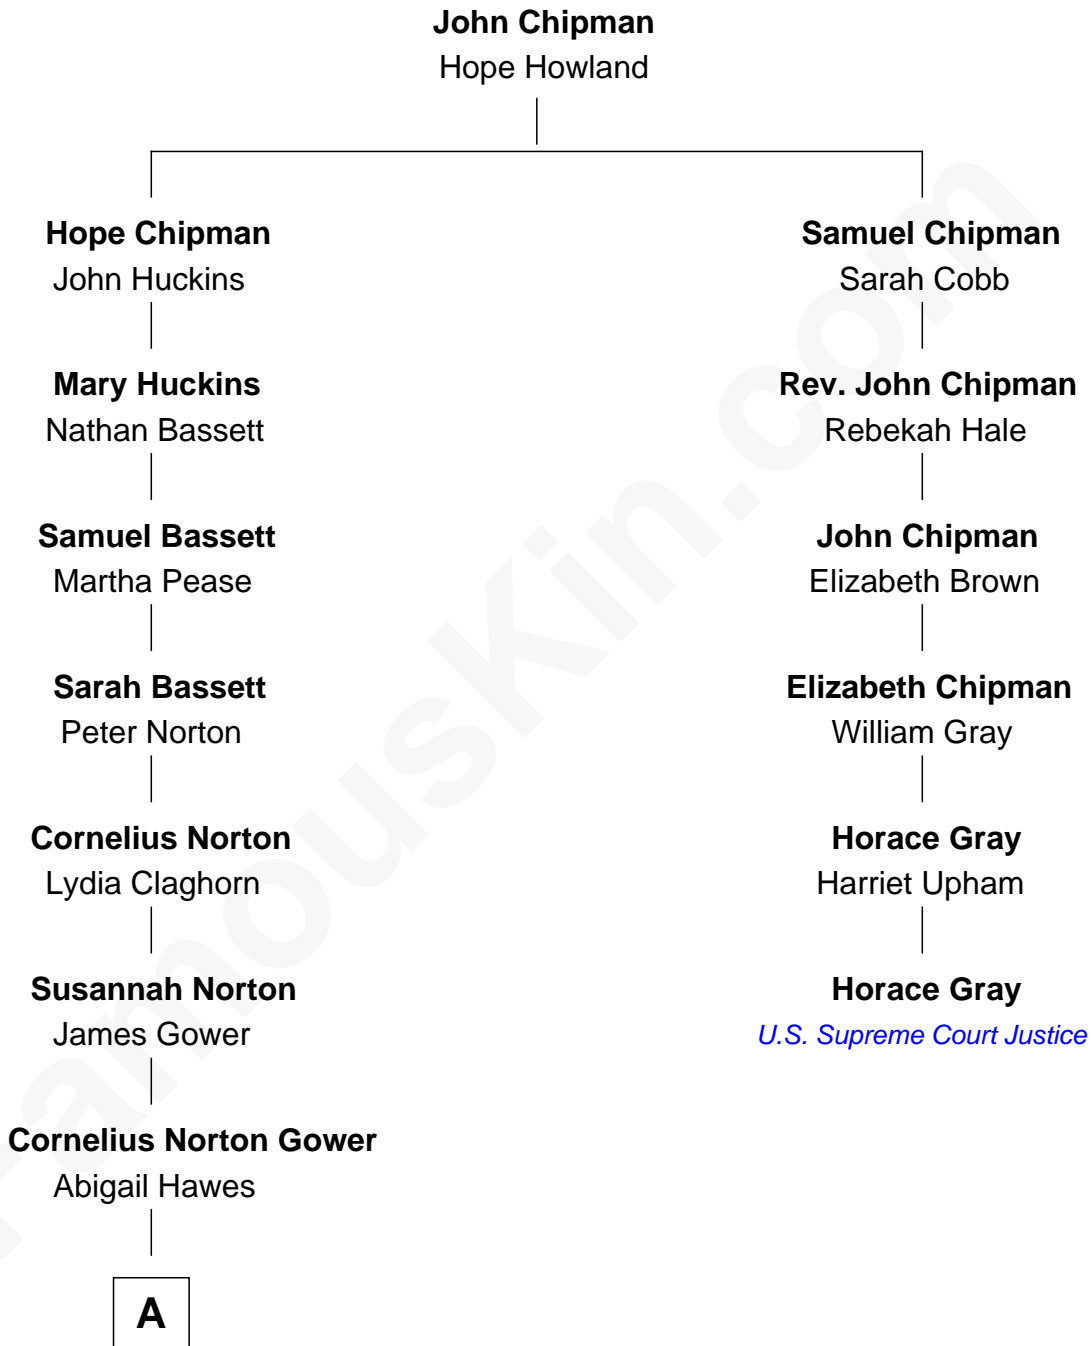 John Chipman
Hope Howland
Hope Chipman
John Huckins
Samuel Chipman
Sarah Cobb
Mary Huckins
Nathan Bassett
Rev. John Chipman
Rebekah Hale
Samuel Bassett
Martha Pease
John Chipman
Elizabeth Brown
Sarah Bassett
Peter Norton
Elizabeth Chipman
William Gray
Cornelius Norton
Lydia Claghorn
Horace Gray
Harriet Upham
Susannah Norton
James Gower
Horace Gray
U.S. Supreme Court Justice
Cornelius Norton Gower
Abigail Hawes
A
FamousKin.com